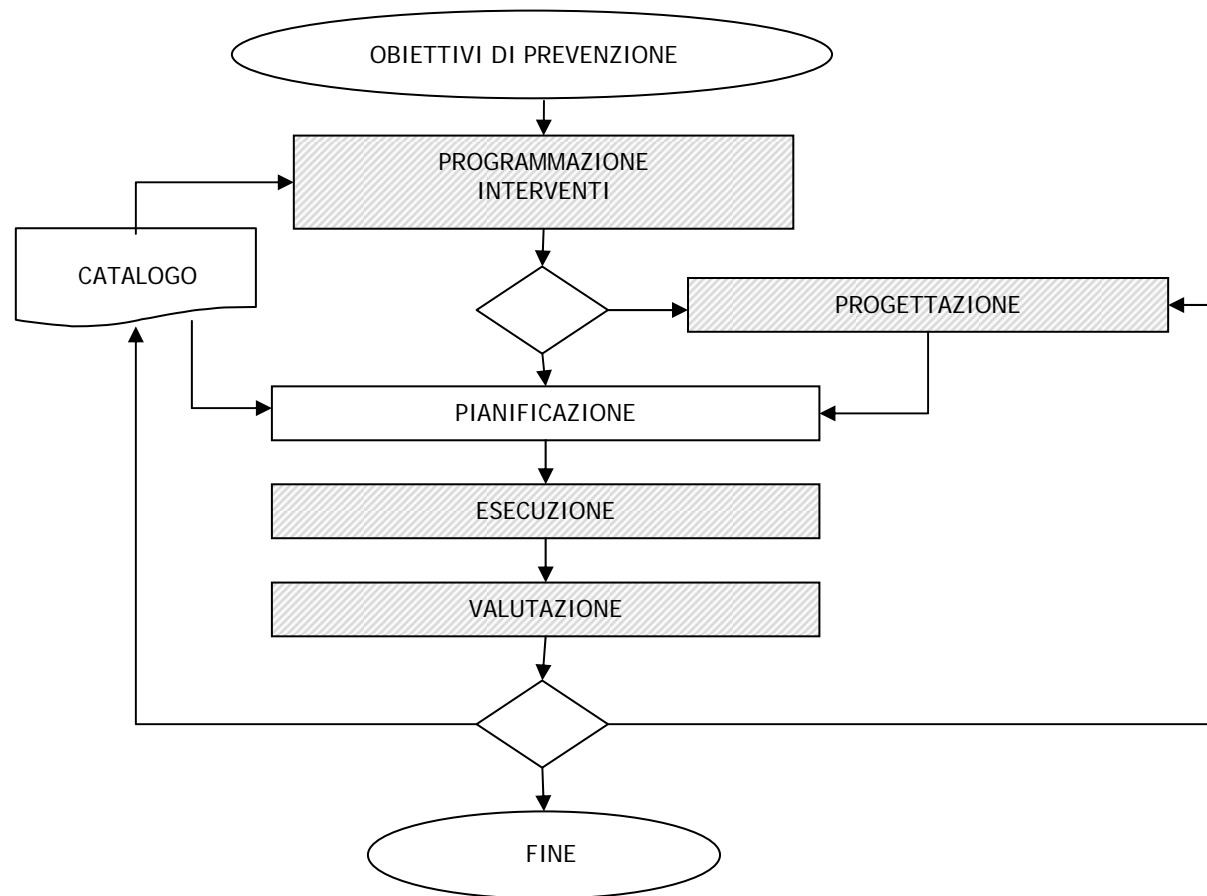 OBIETTIVI DI PREVENZIONE
PROGRAMMAZIONE
INTERVENTI
CATALOGO
PROGETTAZIONE
PIANIFICAZIONE
ESECUZIONE
VALUTAZIONE
FINE